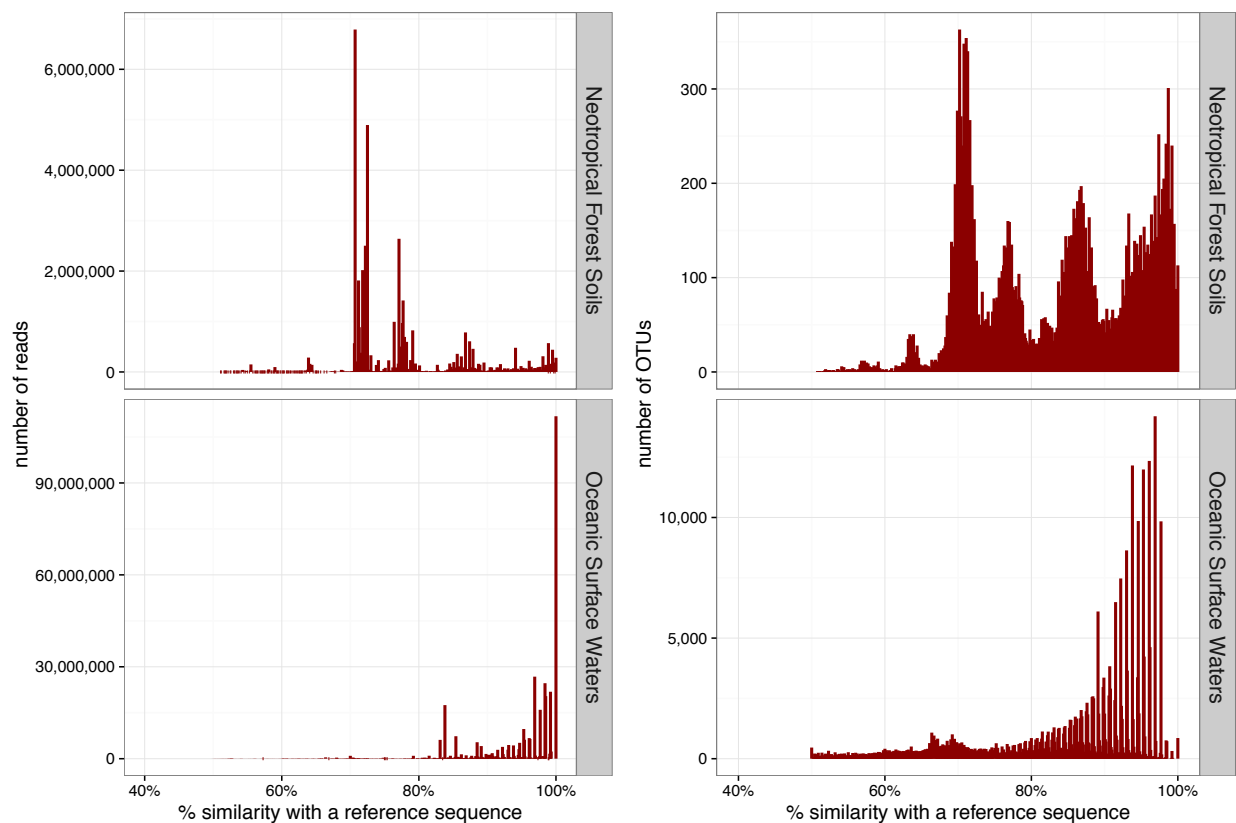 number of reads
6,000,000
4,000,000
2,000,000
0
Neotropical Forest Soils
90,000,000
60,000,000
30,000,000
0
Oceanic Surface Waters
40%
60%
80%
100%
% similarity with a reference sequence
number of OTUs
300
200
100
0
Neotropical Forest Soils
10,000
5,000
0
Oceanic Surface Waters
40%
60%
80%
100%
% similarity with a reference sequence